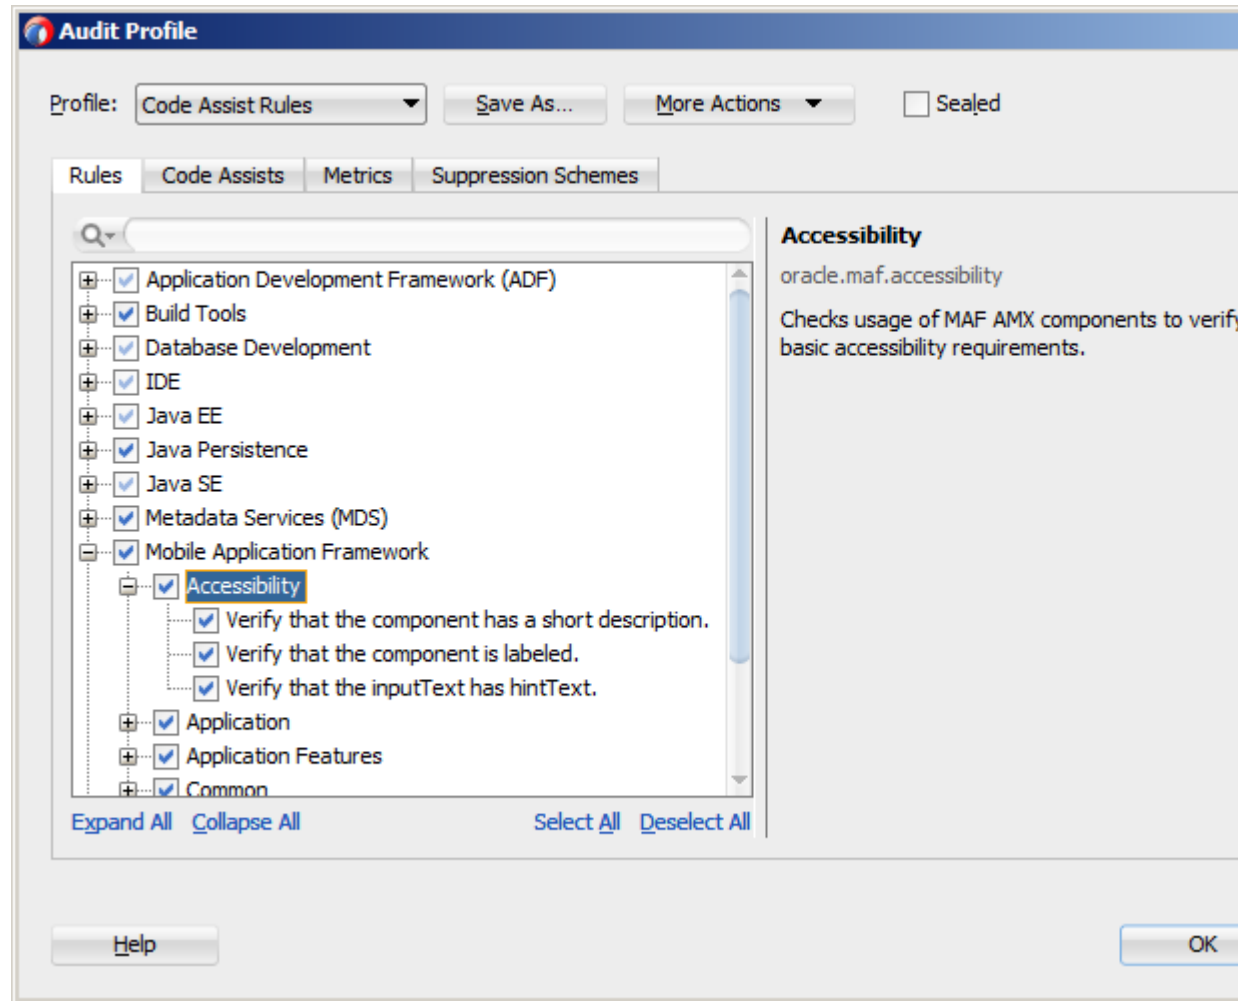 Audit Profile
Profile: Code Assist Rules Save As... More Actions Sealed
Rules Code Assists Metrics Suppression Schemes
Accessibility
oracle.maf.accessibility
Checks usage of MAF AMX components to verify
basic accessibility requirements.
Application Development Framework (ADF)
Build Tools
Database Development
IDE
Java EE
Java Persistence
Java SE
Metadata Services (MDS)
Mobile Application Framework
Accessibility
Verify that the component has a short description.
Verify that the component is labeled.
Verify that the inputText has hintText.
Application
Application Features
Common
Expand All Collapse All Select All Deselect All
Help OK